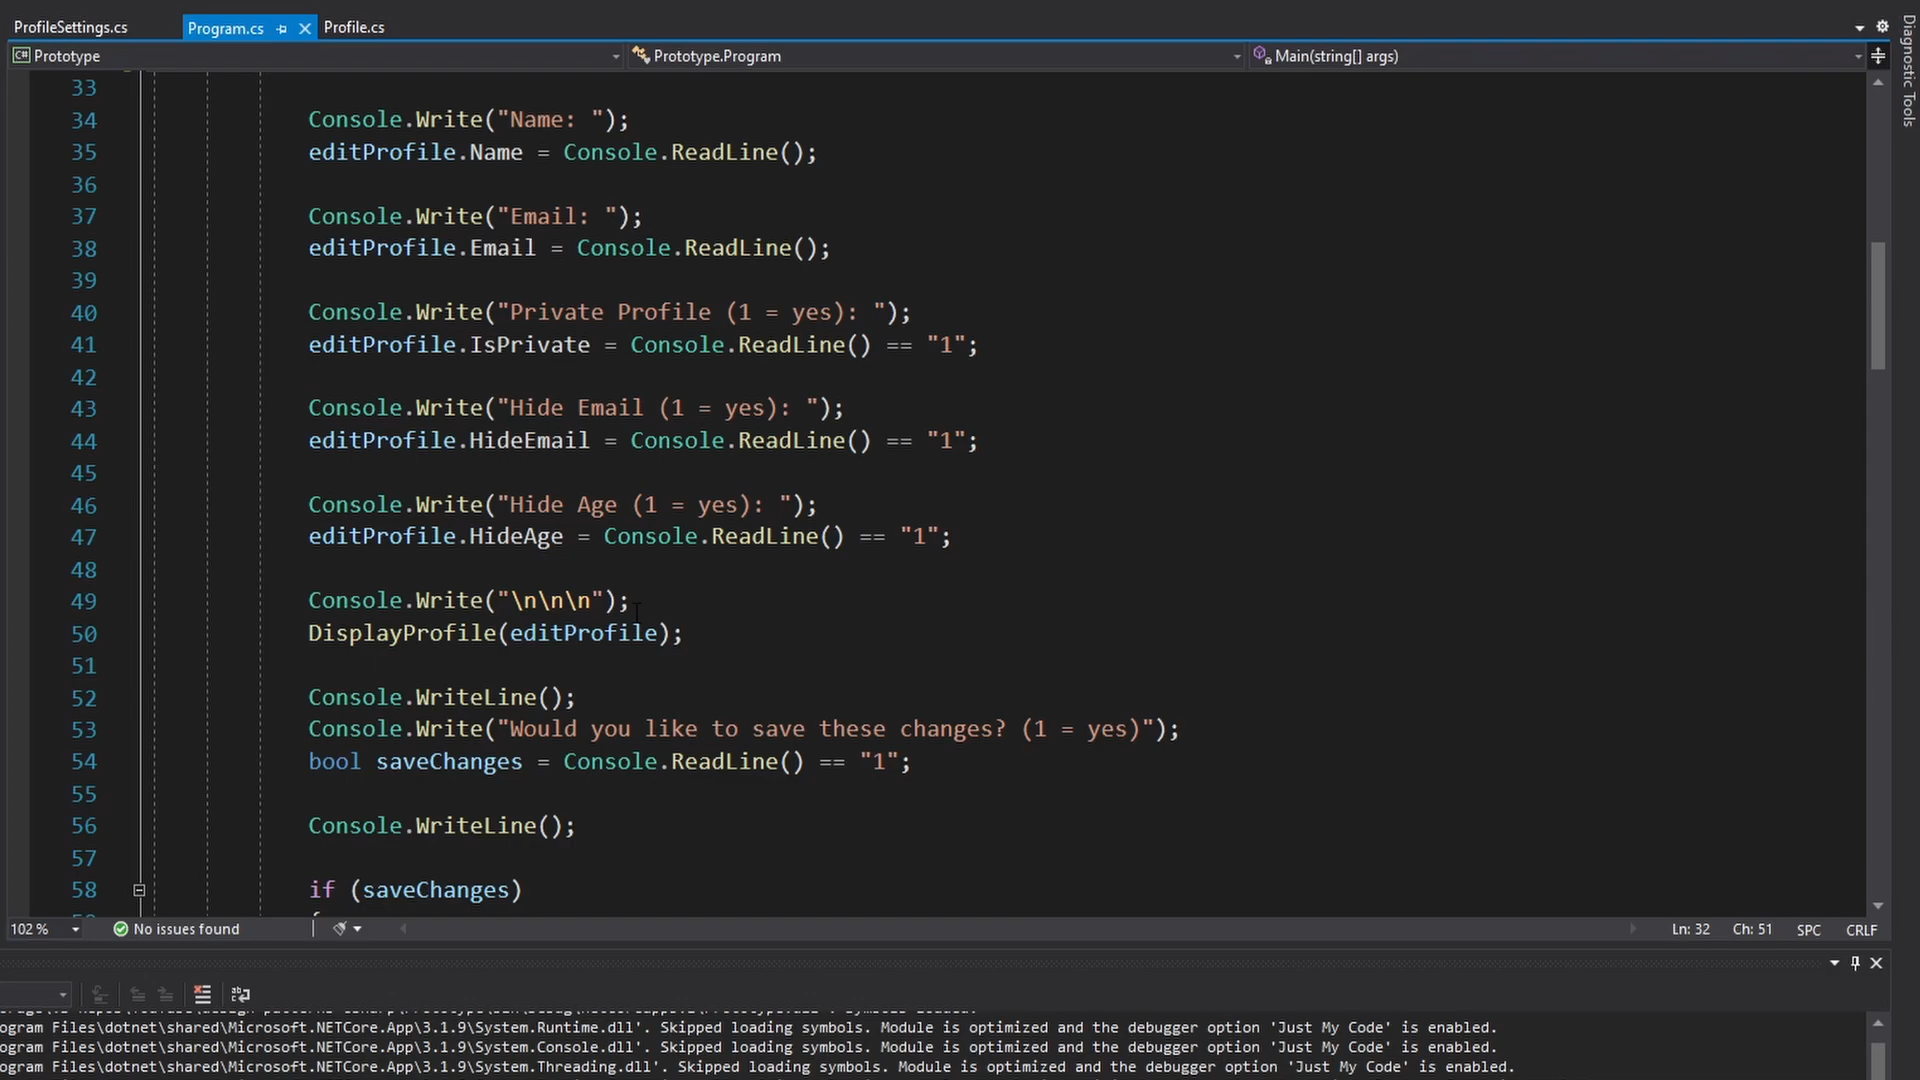 ProfileSettings.cs Program.cs Profile.cs
Diagnostic Tools
C# Prototype Prototype.Program Main(string[] args)
33
34 Console.Write("Name: ");
35 editProfile.Name = Console.ReadLine();
36
37 Console.Write("Email: ");
38 editProfile.Email = Console.ReadLine();
39
40 Console.Write("Private Profile (1 = yes): ");
41 editProfile.IsPrivate = Console.ReadLine() == "1";
42
43 Console.Write("Hide Email (1 = yes): ");
44 editProfile.HideEmail = Console.ReadLine() == "1";
45
46 Console.Write("Hide Age (1 = yes): ");
47 editProfile.HideAge = Console.ReadLine() == "1";
48
49 Console.Write("\n\n\n");
50 DisplayProfile(editProfile);
51
52 Console.WriteLine();
53 Console.Write("Would you like to save these changes? (1 = yes)");
54 bool saveChanges = Console.ReadLine() == "1";
55
56 Console.WriteLine();
57
58 if (saveChanges)
102 % No issues found Ln: 32 Ch: 51 SPC CRLF
ogram Files\dotnet\shared\Microsoft.NETCore.App\3.1.9\System.Runtime.dll'. Skipped loading symbols. Module is optimized and the debugger option 'Just My Code' is enabled.
ogram Files\dotnet\shared\Microsoft.NETCore.App\3.1.9\System.Console.dll'. Skipped loading symbols. Module is optimized and the debugger option 'Just My Code' is enabled.
ogram Files\dotnet\shared\Microsoft.NETCore.App\3.1.9\System.Threading.dll'. Skipped loading symbols. Module is optimized and the debugger option 'Just My Code' is enabled.